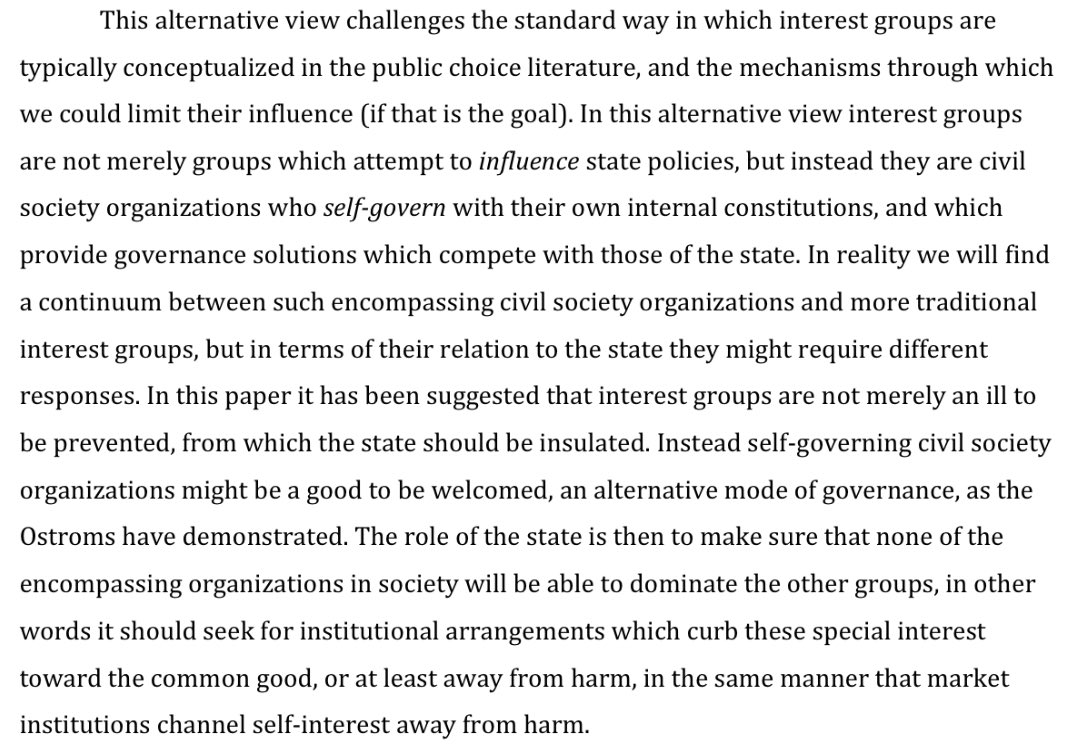 This alternative view challenges the standard way in which interest groups are
typically conceptualized in the public choice literature, and the mechanisms through which
we could limit their influence (if that is the goal). In this alternative view interest groups
are not merely groups which attempt to influence state policies, but instead they are civil
society organizations who self-govern with their own internal constitutions, and which
provide governance solutions which compete with those of the state. In reality we will find
a continuum between such encompassing civil society organizations and more traditional
interest groups, but in terms of their relation to the state they might require different
responses. In this paper it has been suggested that interest groups are not merely an ill to
be prevented, from which the state should be insulated. Instead self-governing civil society
organizations might be a good to be welcomed, an alternative mode of governance, as the
Ostroms have demonstrated. The role of the state is then to make sure that none of the
encompassing organizations in society will be able to dominate the other groups, in other
words it should seek for institutional arrangements which curb these special interest
toward the common good, or at least away from harm, in the same manner that market
institutions channel self-interest away from harm.